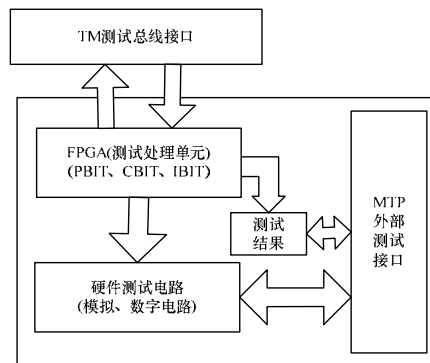 TM测试总线接口
FPGA(测试处理单元)
(PBIT、CBIT、IBIT)
测试
结果
MTP
外部
测试
接口
硬件测试电路
(模拟、数字电路)